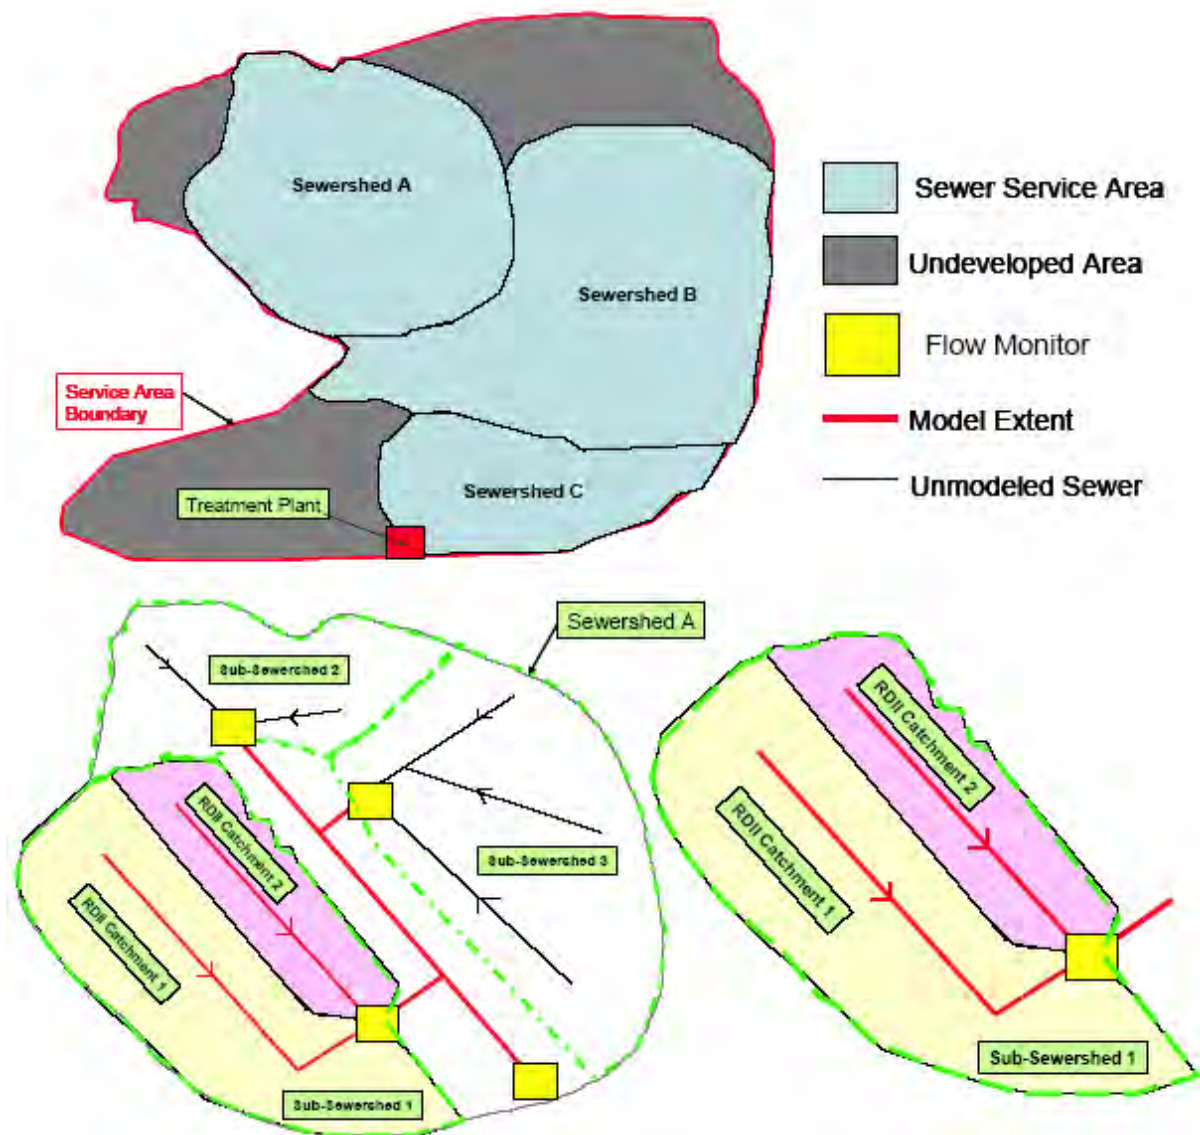 Sewershed A
Sewershed B
Sewershed C
Service Area
Boundary
Treatment Plant
Sewer Service Area
Undeveloped Area
Flow Monitor
Model Extent
Unmodeled Sewer
Sewershed A
Sub-Sewershed 2
Sub-Sewershed 3
RDII Catchment 2
RDII Catchment 1
Sub-Sewershed 1
RDII Catchment 2
RDII Catchment 1
Sub-Sewershed 1